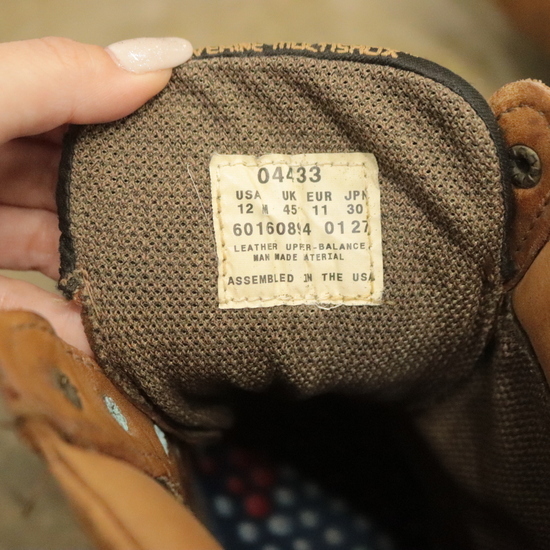 VERINE MULTISHOX
04433
USA UK EUR JPN
12 M 45 11 30
60160894 0127
LEATHER UPPER-BALANCE
MAN MADE MATERIAL
ASSEMBLED IN THE USA